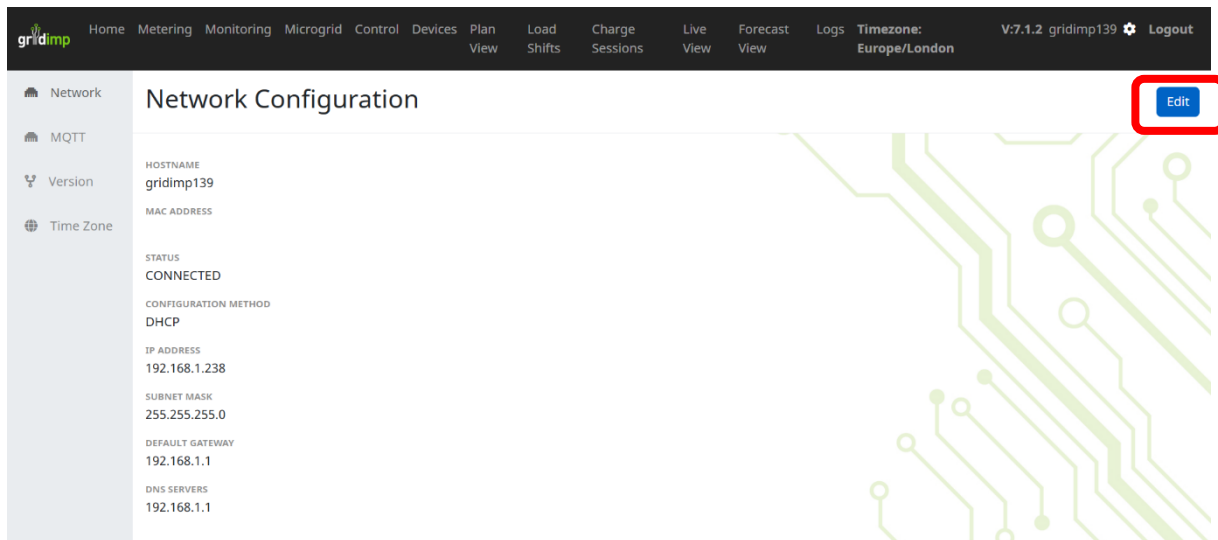 gridimp
Home Metering Monitoring Microgrid Control Devices Plan View Load Shifts Charge Sessions Live View Forecast View Logs Timezone: Europe/London V:7.1.2 gridimp139 Logout
Network
MQTT
Version
Time Zone
Network Configuration
Edit
HOSTNAME
gridimp139
MAC ADDRESS
STATUS
CONNECTED
CONFIGURATION METHOD
DHCP
IP ADDRESS
192.168.1.238
SUBNET MASK
255.255.255.0
DEFAULT GATEWAY
192.168.1.1
DNS SERVERS
192.168.1.1